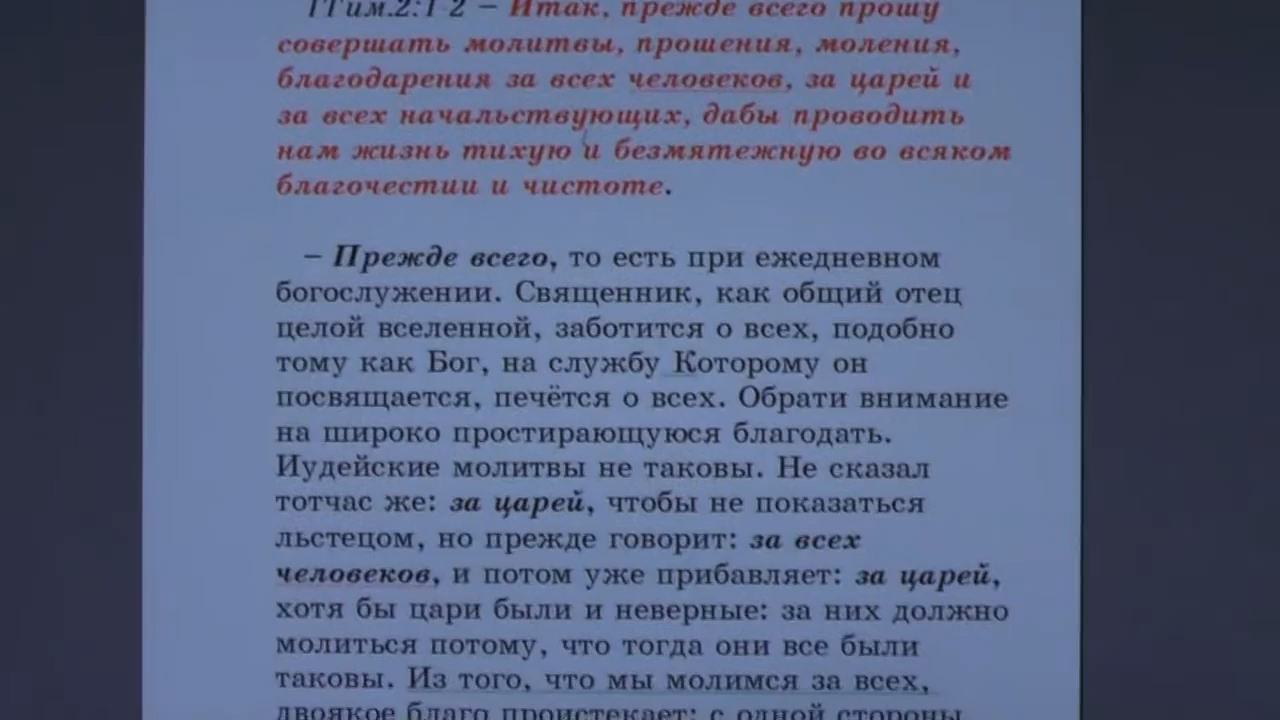 1Тим.2:1-2 – Итак, прежде всего прошу
совершать молитвы, прошения, моления,
благодарения за всех человеков, за царей и
за всех начальствующих, дабы проводить
нам жизнь тихую и безмятежную во всяком
благочестии и чистоте.
– Прежде всего, то есть при ежедневном
богослужении. Священник, как общий отец
целой вселенной, заботится о всех, подобно
тому как Бог, на службу Которому он
посвящается, печётся о всех. Обрати внимание
на широко простирающуюся благодать.
Иудейские молитвы не таковы. Не сказал
тотчас же: за царей, чтобы не показаться
льстецом, но прежде говорит: за всех
человеков, и потом уже прибавляет: за царей,
хотя бы цари были и неверные: за них должно
молиться потому, что тогда они все были
таковы. Из того, что мы молимся за всех,
двоякое благо проистекает: с одной стороны,